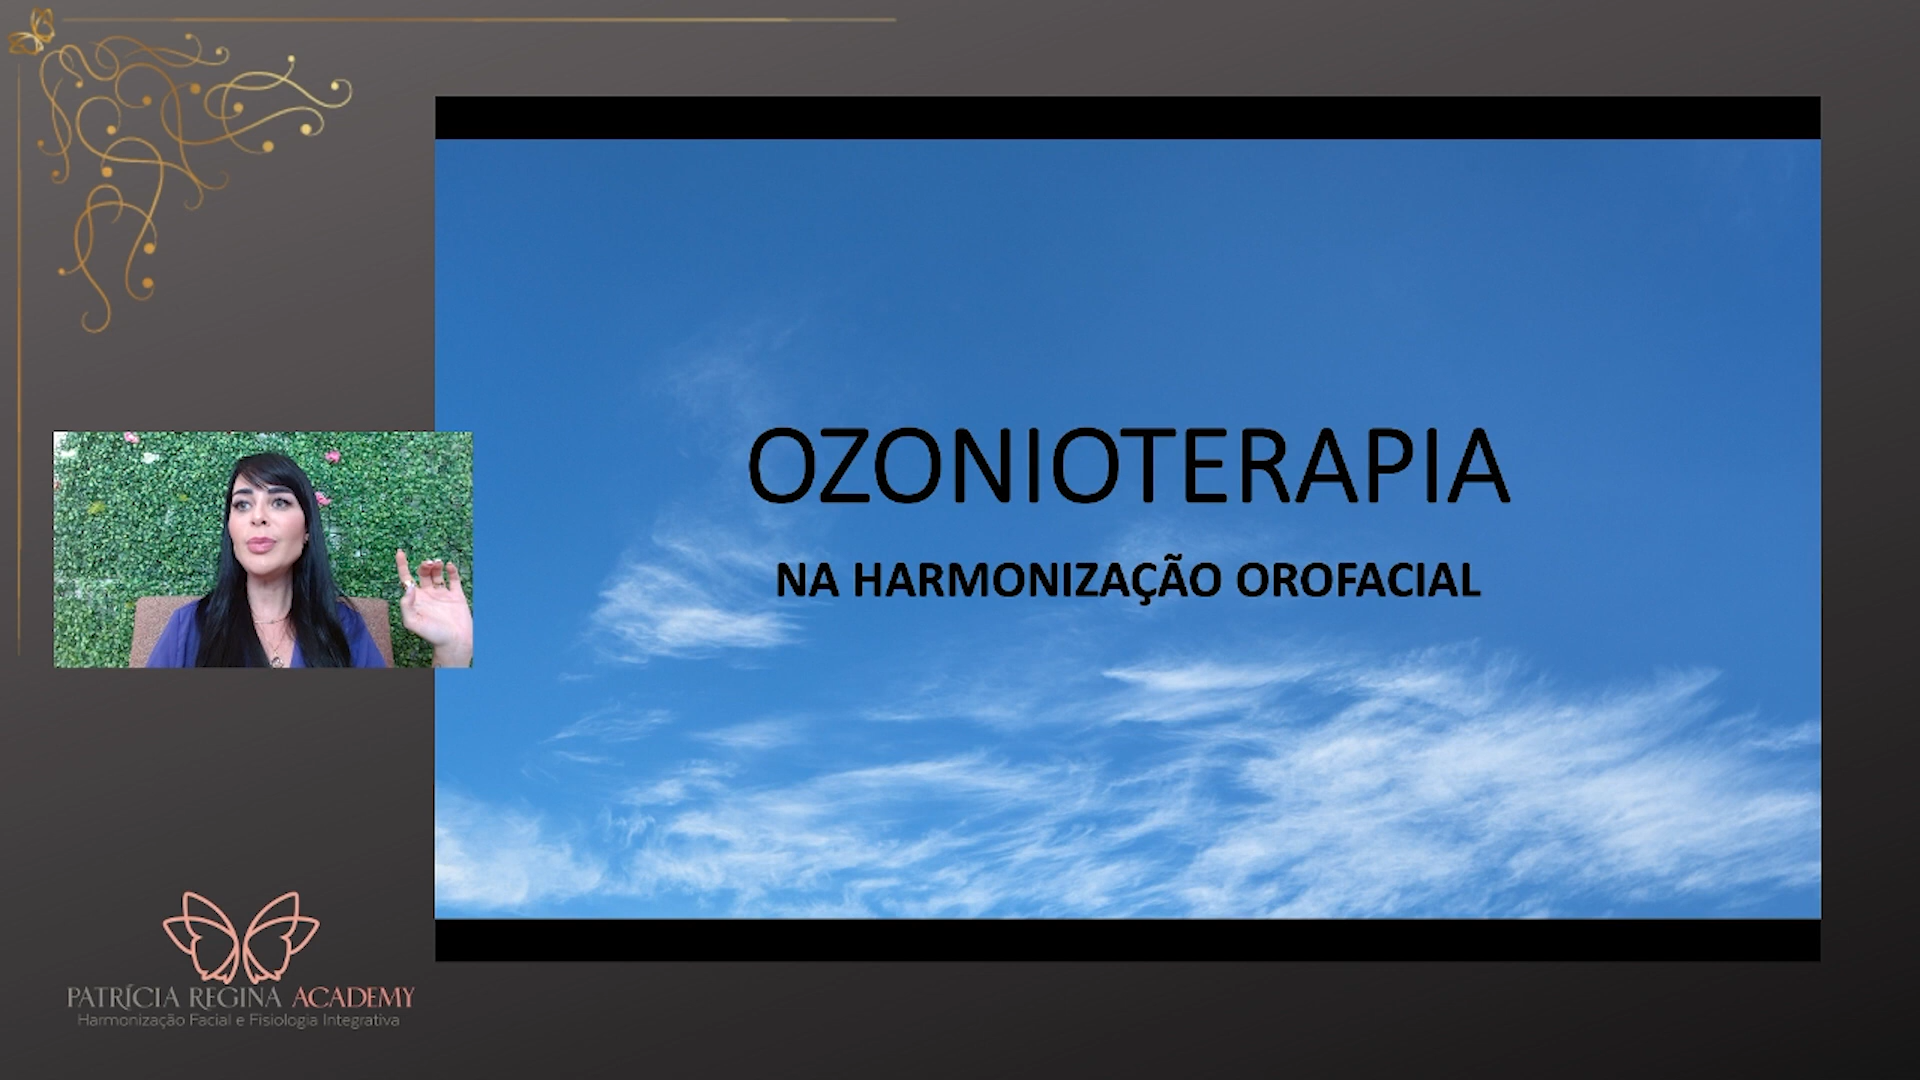 OZONIOTERAPIA
NA HARMONIZAÇÃO OROFACIAL
PATRÍCIA REGINA ACADEMY
Harmonização Facial e Fisiologia Integrativa